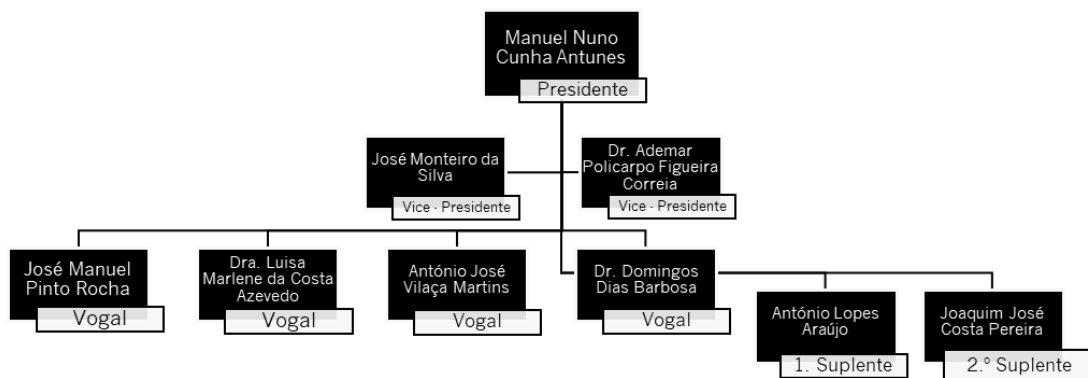 Manuel Nuno
Cunha Antunes
Presidente
José Monteiro da
Silva
Vice - Presidente
Dr. Ademar
Policarpo Figueira
Correia
Vice - Presidente
José Manuel
Pinto Rocha
Vogal
Dra. Luisa
Marlene da Costa
Azevedo
Vogal
António José
Vilaça Martins
Vogal
Dr. Domingos
Dias Barbosa
Vogal
António Lopes
Araújo
1. Suplente
Joaquim José
Costa Pereira
2.º Suplente